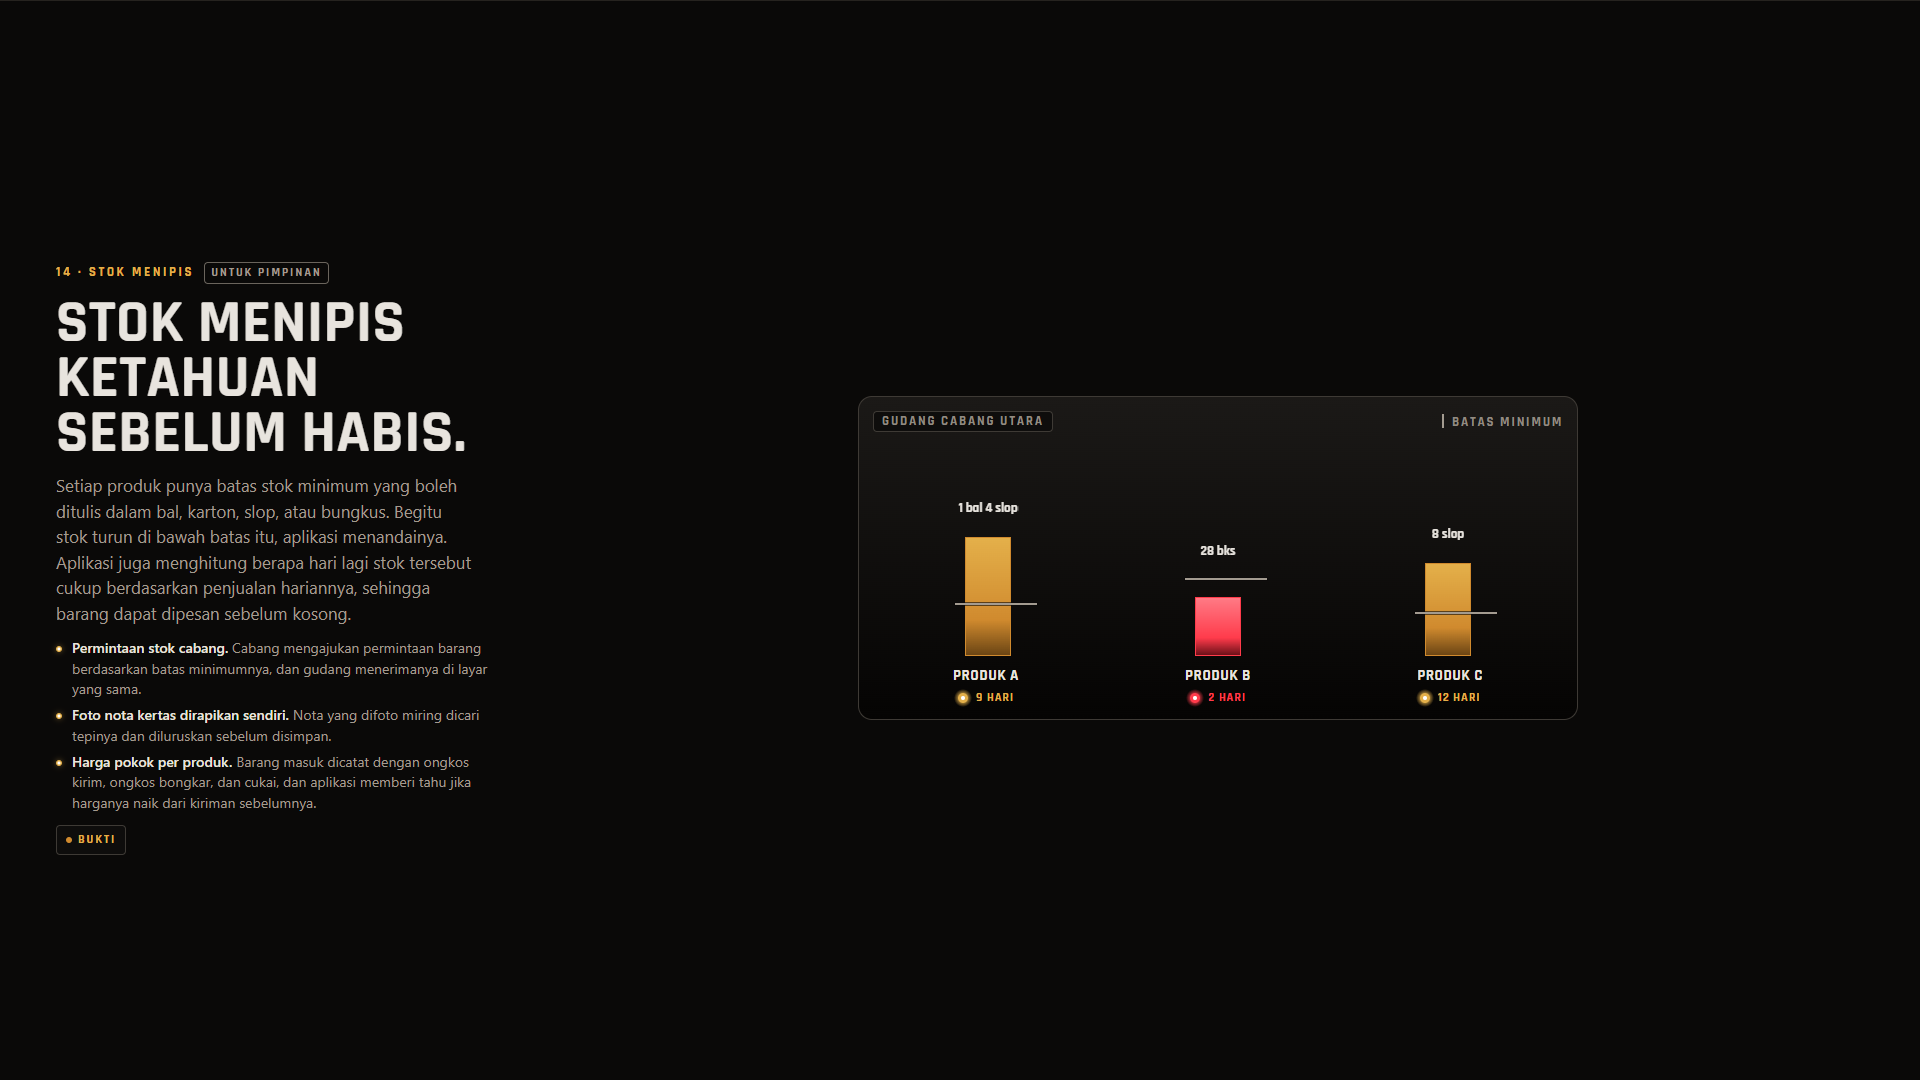 14 · STOK MENIPIS UNTUK PIMPINAN
STOK MENIPIS
KETAHUAN
SEBELUM HABIS.
Setiap produk punya batas stok minimum yang boleh
ditulis dalam bal, karton, slop, atau bungkus. Begitu
stok turun di bawah batas itu, aplikasi menandainya.
Aplikasi juga menghitung berapa hari lagi stok tersebut
cukup berdasarkan penjualan hariannya, sehingga
barang dapat dipesan sebelum kosong.
Permintaan stok cabang. Cabang mengajukan permintaan barang
berdasarkan batas minimumnya, dan gudang menerimanya di layar
yang sama.
Foto nota kertas dirapikan sendiri. Nota yang difoto miring dicari
tepinya dan diluruskan sebelum disimpan.
Harga pokok per produk. Barang masuk dicatat dengan ongkos
kirim, ongkos bongkar, dan cukai, dan aplikasi memberi tahu jika
harganya naik dari kiriman sebelumnya.
BUKTI
GUDANG CABANG UTARA
BATAS MINIMUM
1 bal 4 slop
28 bks
8 slop
PRODUK A
PRODUK B
PRODUK C
9 HARI
2 HARI
12 HARI